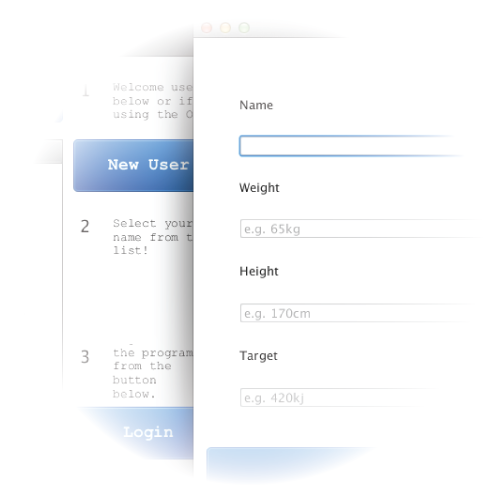 1
Welcome use
below or if
using the O
New User
2
Select your
name from t
list!
3
the program
from the
button
below.
Login
Name
Weight
e.g. 65kg
Height
e.g. 170cm
Target
e.g. 420kj